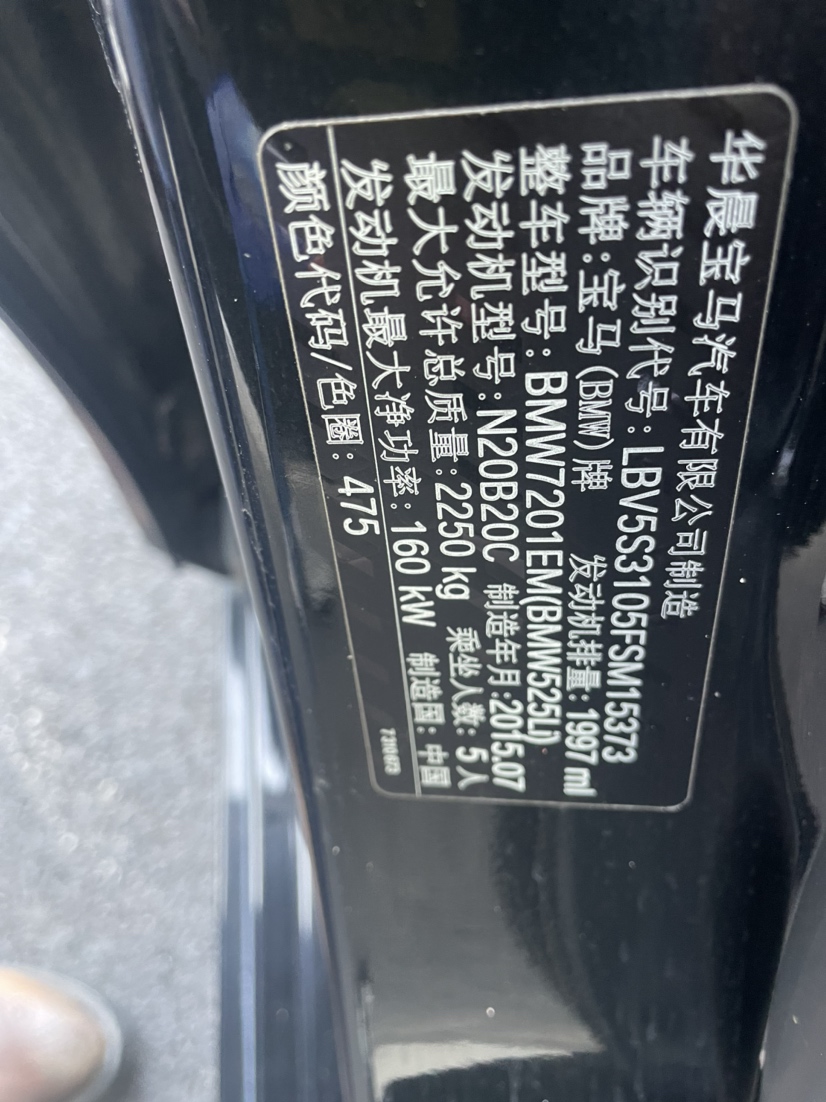 华晨宝马汽车有限公司制造
车辆识别代号:LBV5S3105FSM15373
品牌:宝马(BMW)牌 发动机排量:1997 ml
整车型号:BMW7201EM(BMW525Li)
发动机型号:N20B20C 制造年月:2015.07
最大允许总质量:2250 kg 乘坐人数:5人
发动机最大净功率:160 kW 制造国:中国
颜色代码/色圈:475